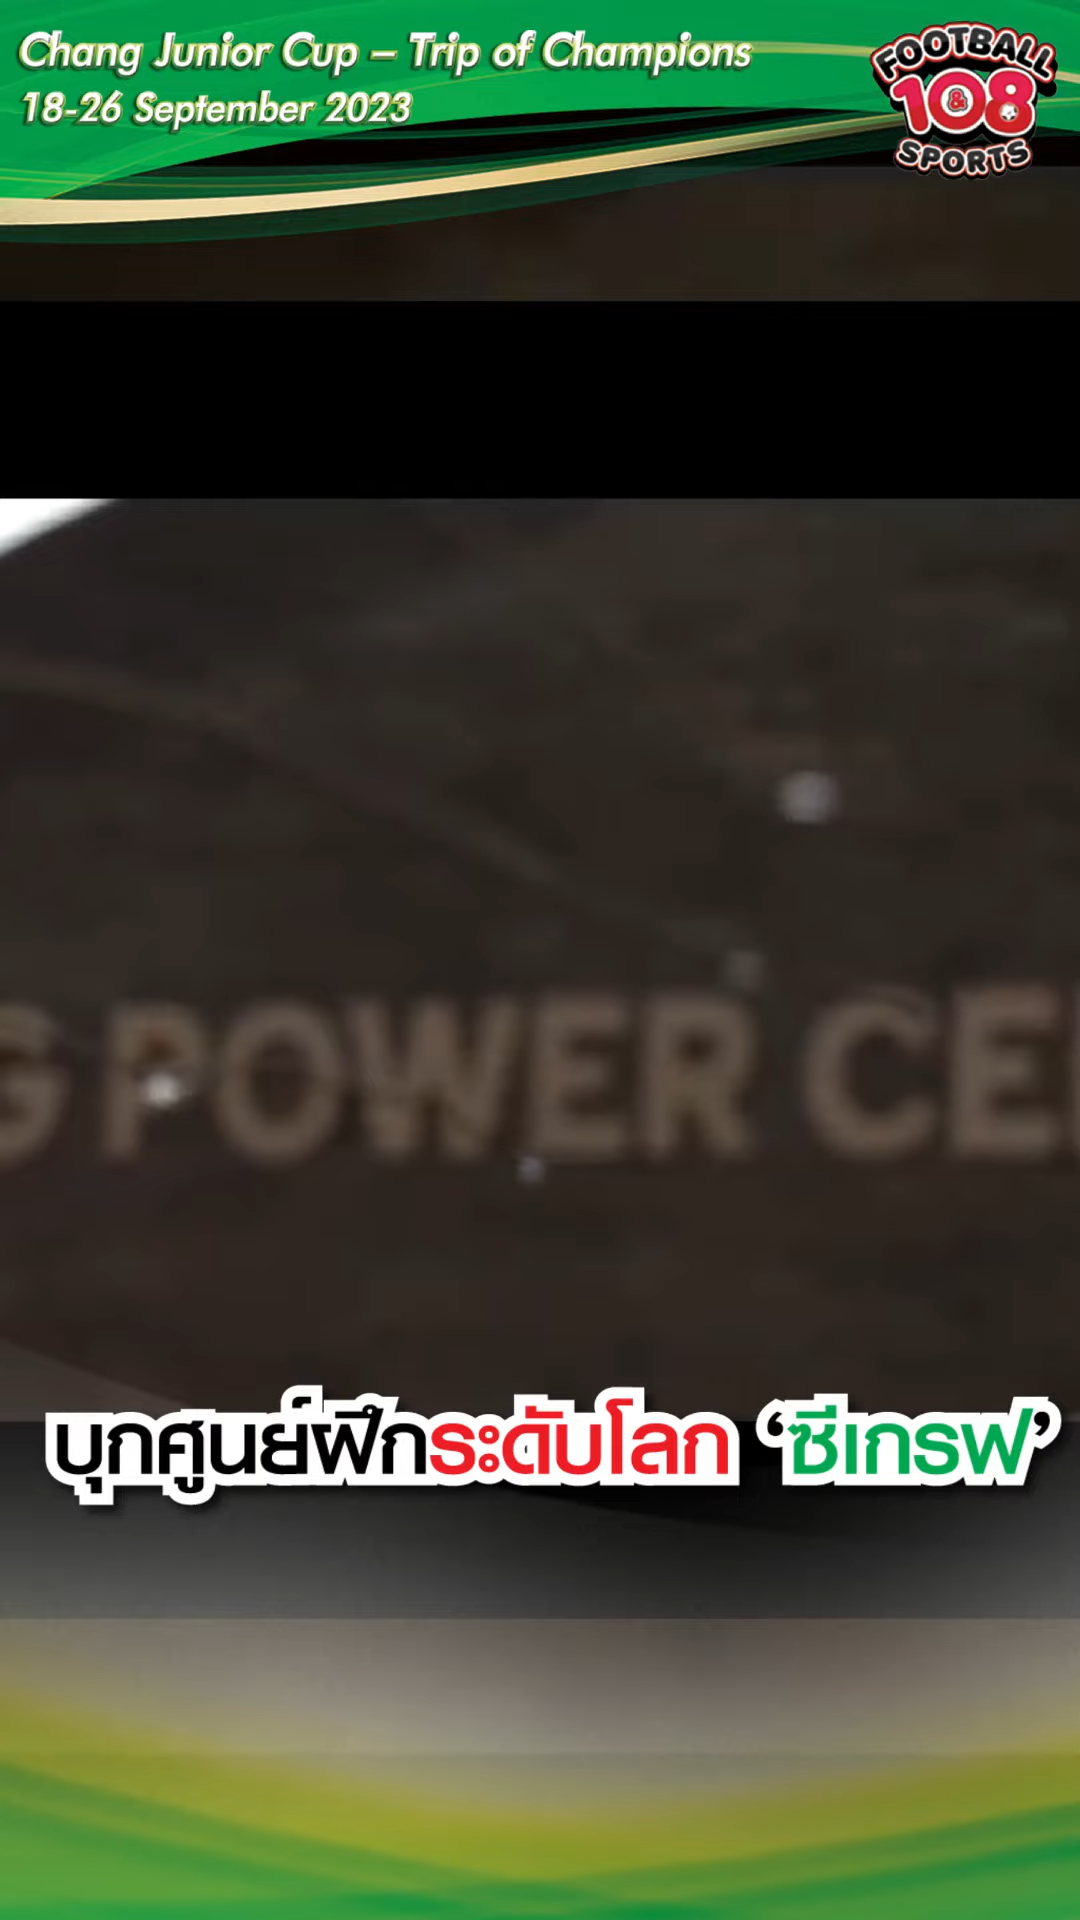 Chang Junior Cup – Trip of Champions
18-26 September 2023
FOOTBALL
108
&
SPORTS
G POWER CE
บุกศูนย์ฝึกระดับโลก ‘ซีเกรฟ’